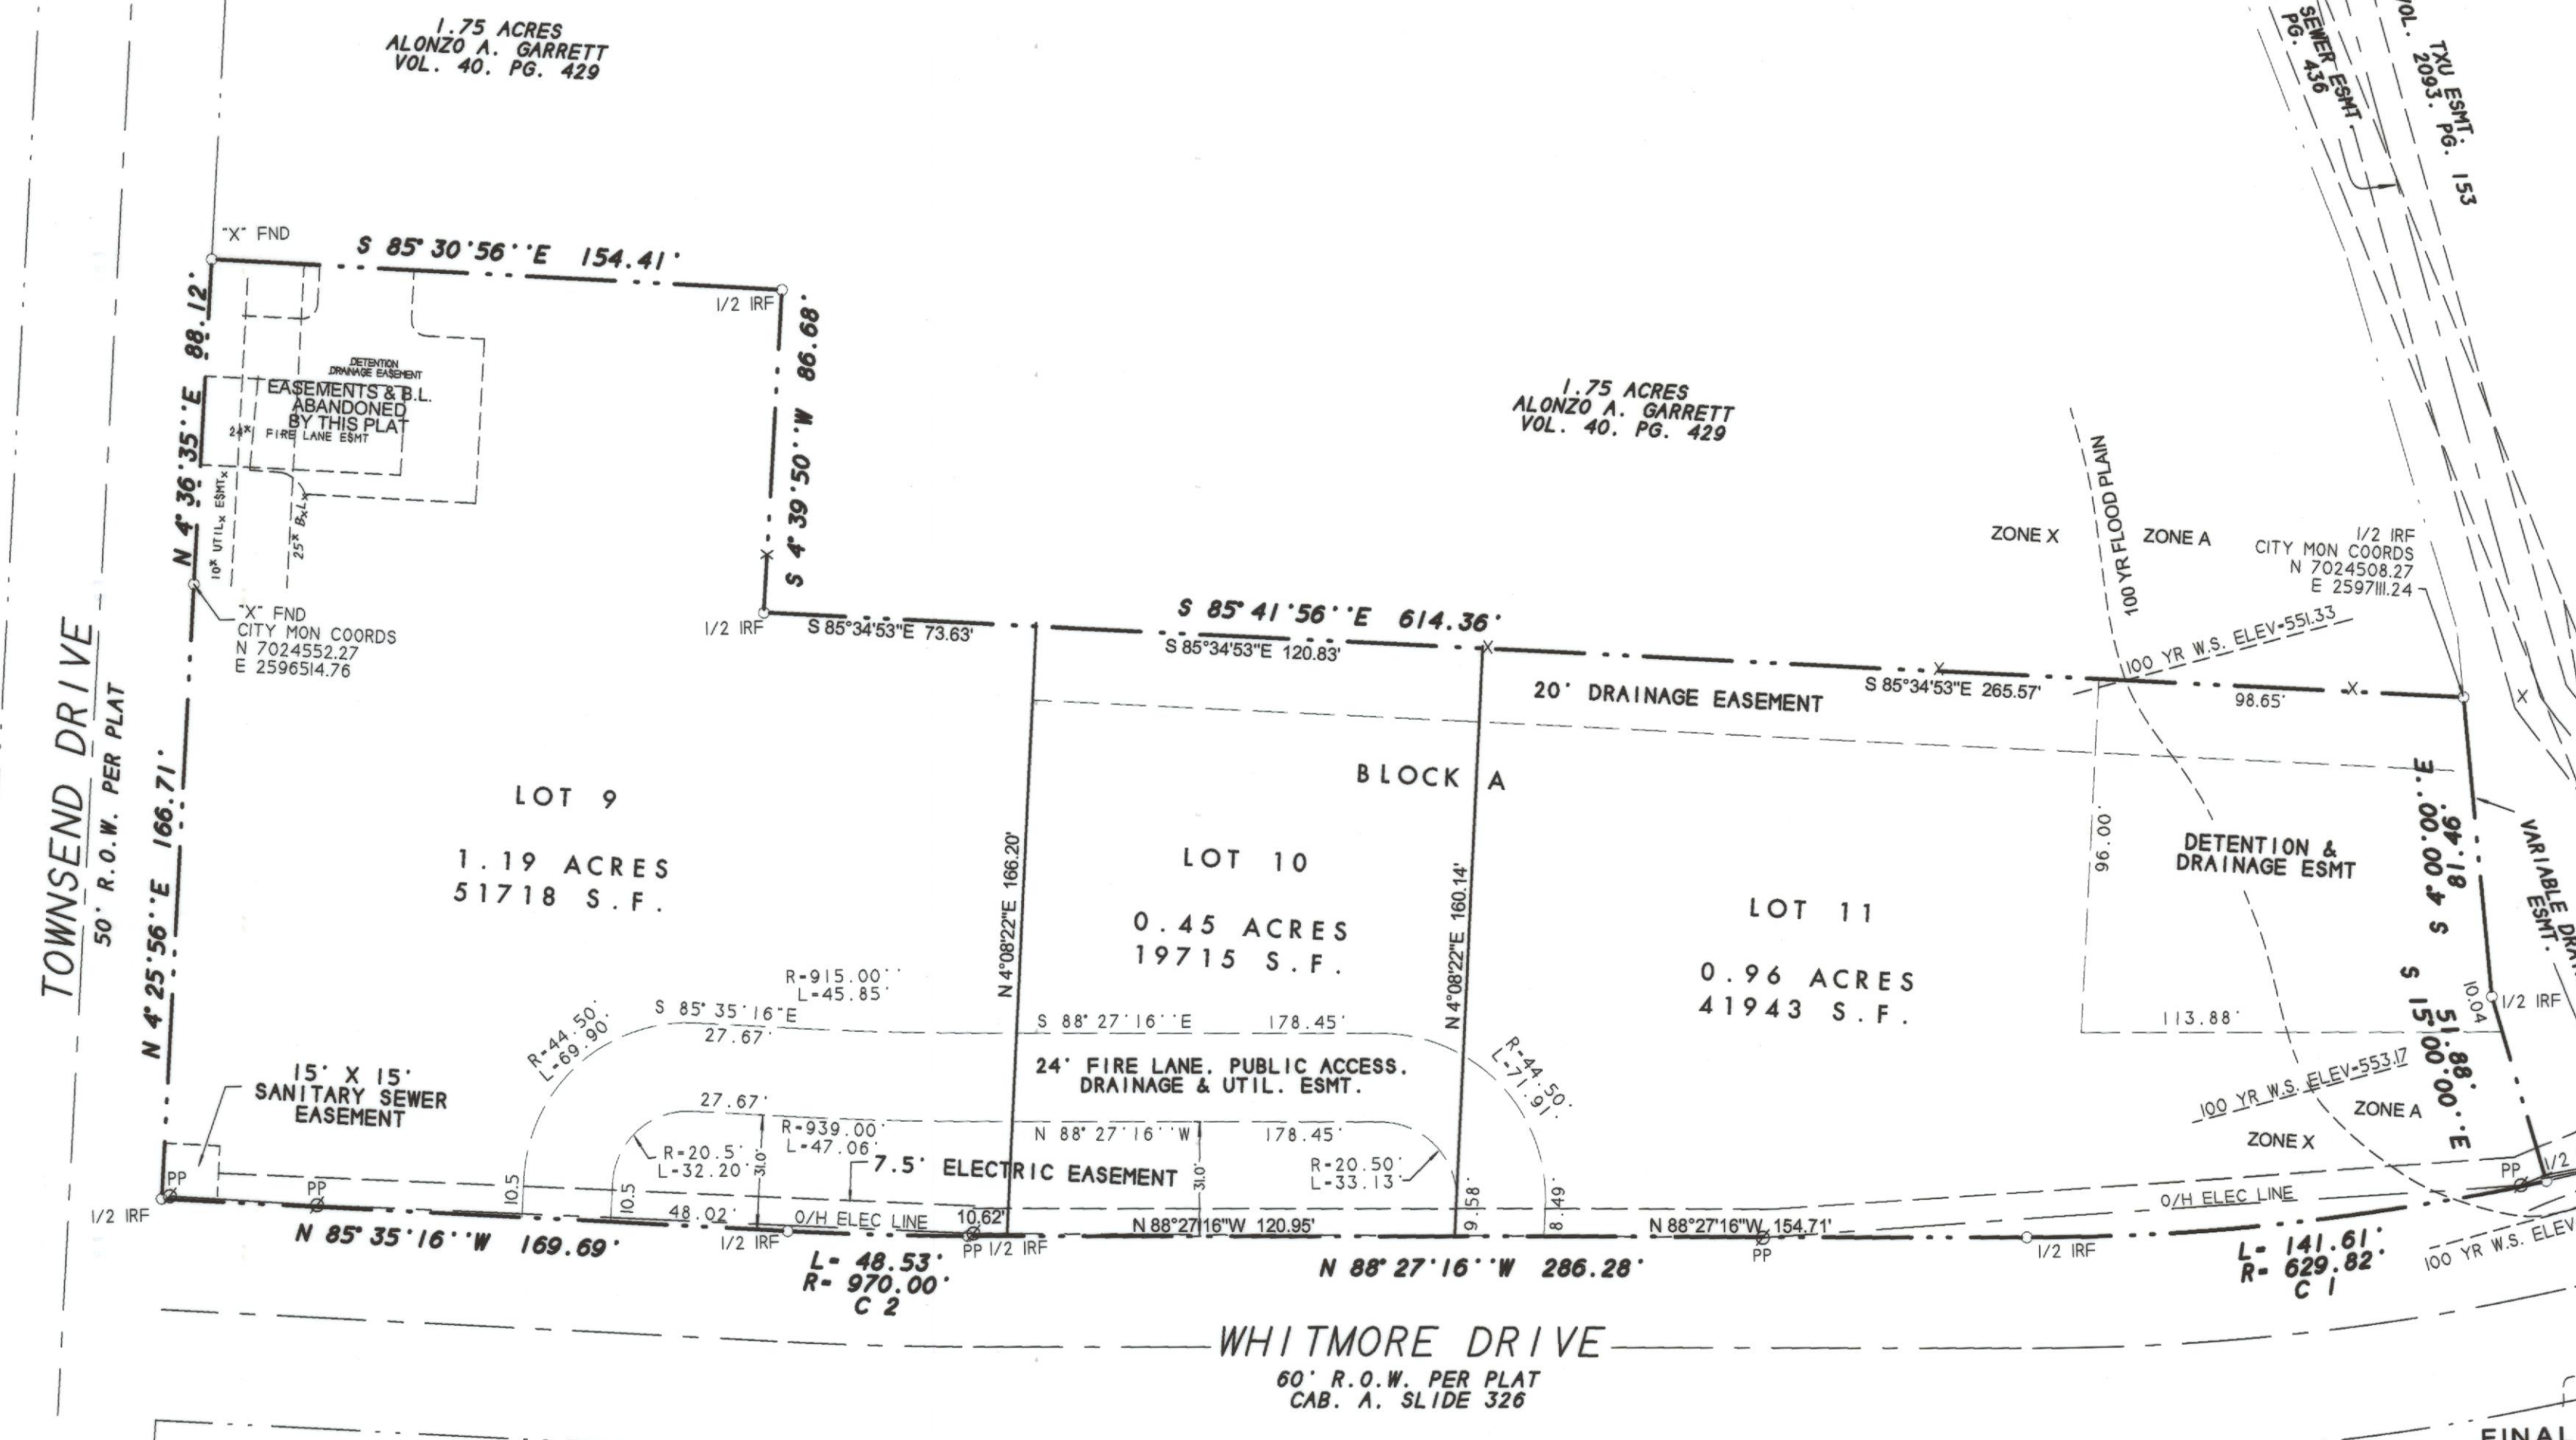 1.75 ACRES
ALONZO A. GARRETT
VOL. 40. PG. 429
SEWER ESMT.
PG. 436
TXU ESMT.
VOL. 2093. PG. 153
"X" FND
S 85° 30'56''E 154.41'
1/2 IRF
N 4° 36'35''E 88.12'
S 4° 39'50''W 86.68'
DETENTION
DRAINAGE EASEMENT
EASEMENTS & B.L.
ABANDONED
BY THIS PLAT
24' FIRE LANE ESMT
10' UTIL. ESMT
25' B.L.
1.75 ACRES
ALONZO A. GARRETT
VOL. 40. PG. 429
100 YR FLOOD PLAIN
ZONE X
ZONE A
1/2 IRF
CITY MON COORDS
N 7024508.27
E 2597111.24
"X" FND
CITY MON COORDS
N 7024552.27
E 2596514.76
1/2 IRF
S 85° 41'56''E 614.36'
S 85°34'53"E 73.63'
S 85°34'53"E 120.83'
S 85°34'53"E 265.57'
98.65'
100 YR W.S. ELEV=551.33
20' DRAINAGE EASEMENT
TOWNSEND DRIVE
50' R.O.W. PER PLAT
N 4° 25'56''E 166.71'
BLOCK A
LOT 9
1.19 ACRES
51718 S.F.
N 4°08'22"E 166.20'
LOT 10
0.45 ACRES
19715 S.F.
N 4°08'22"E 160.14'
LOT 11
0.96 ACRES
41943 S.F.
96.00'
DETENTION &
DRAINAGE ESMT
S 4° 00'00''E
81.46'
VARIABLE
ESMT.
10.04
1/2 IRF
113.88'
S 15° 00'00''E
51.88'
100 YR W.S. ELEV=553.17
ZONE A
ZONE X
R=915.00''
L=45.85'
S 85° 35'16"E
27.67'
R=44.50'
L=69.90'
S 88° 27'16''E 178.45'
R=44.50'
L=71.91'
24' FIRE LANE. PUBLIC ACCESS.
DRAINAGE & UTIL. ESMT.
15' X 15'
SANITARY SEWER
EASEMENT
27.67'
R=939.00'
L=47.06'
N 88° 27'16''W 178.45'
R=20.5'
L=32.20'
31.0'
7.5' ELECTRIC EASEMENT
31.0'
R=20.50'
L=33.13'
PP
PP
10.5
10.5
48.02'
O/H ELEC LINE
10.62'
N 88°27'16"W 120.95'
9.58'
8.49'
N 88°27'16"W 154.71'
O/H ELEC LINE
PP
1/2
1/2 IRF
N 85° 35'16''W 169.69'
1/2 IRF
PP
1/2 IRF
L= 48.53'
R= 970.00'
C 2
N 88° 27'16''W 286.28'
PP
1/2 IRF
L= 141.61'
R= 629.82'
C 1
100 YR W.S. ELEV
WHITMORE DRIVE
60' R.O.W. PER PLAT
CAB. A. SLIDE 326
FINAL